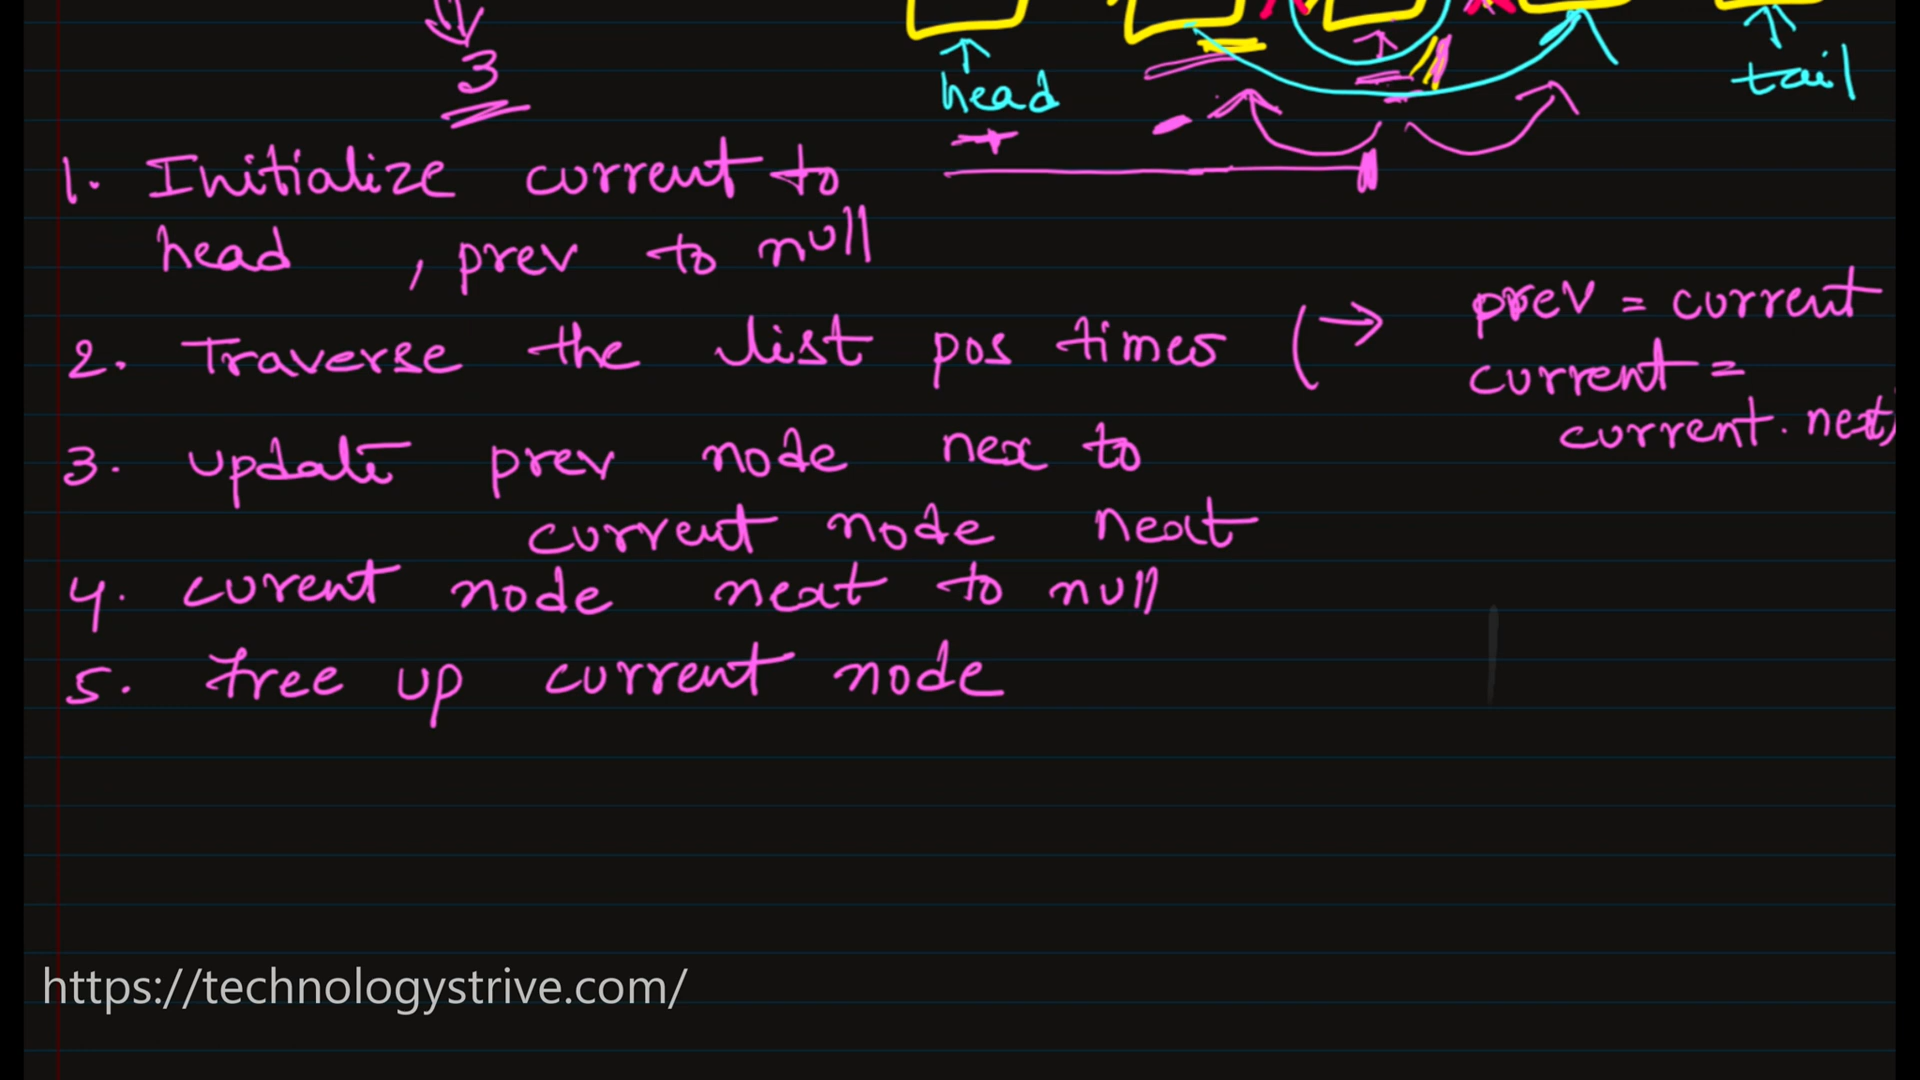 3
head
tail
1. Initialize current to
head , prev to null
2. Traverse the list pos times (→ prev = current
current =
current. next)
3. update prev node nex to
current node next
4. curent node next to null
5. free up current node
https://technologystrive.com/